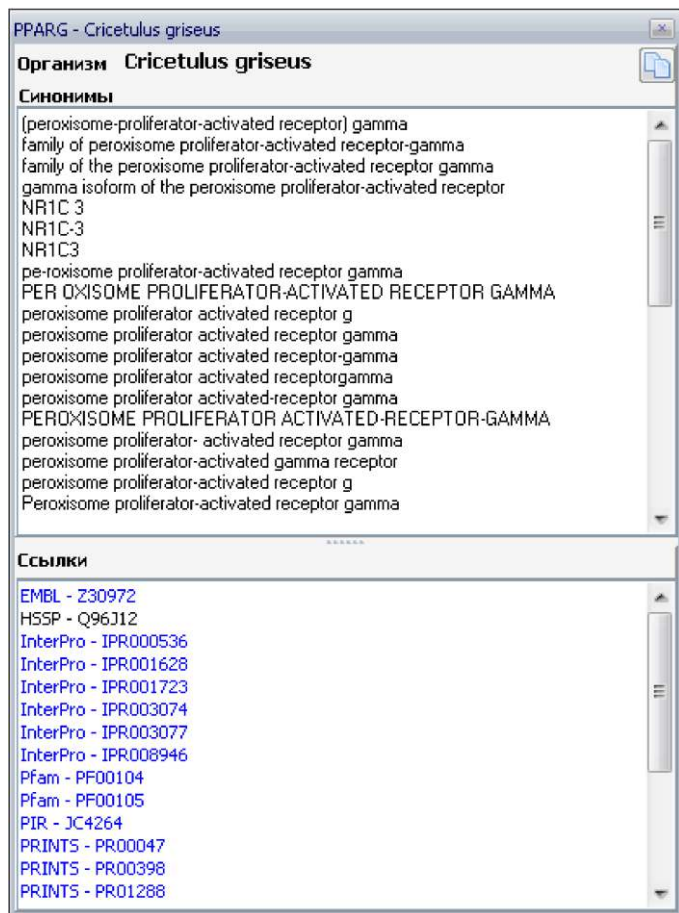 PPARG - Cricetulus griseus
Организм Cricetulus griseus
Синонимы
(peroxisome-proliferator-activated receptor) gamma
family of peroxisome proliferator-activated receptor-gamma
family of the peroxisome proliferator-activated receptor gamma
gamma isoform of the peroxisome proliferator-activated receptor
NR1C 3
NR1C-3
NR1C3
pe-roxisome proliferator-activated receptor gamma
PER OXISOME PROLIFERATOR-ACTIVATED RECEPTOR GAMMA
peroxisome proliferator activated receptor g
peroxisome proliferator activated receptor gamma
peroxisome proliferator activated receptor-gamma
peroxisome proliferator activated receptorgamma
peroxisome proliferator activated-receptor gamma
PEROXISOME PROLIFERATOR ACTIVATED-RECEPTOR-GAMMA
peroxisome proliferator- activated receptor gamma
peroxisome proliferator-activated gamma receptor
peroxisome proliferator-activated receptor g
Peroxisome proliferator-activated receptor gamma
Ссылки
EMBL - Z30972
HSSP - Q96J12
InterPro - IPR000536
InterPro - IPR001628
InterPro - IPR001723
InterPro - IPR003074
InterPro - IPR003077
InterPro - IPR008946
Pfam - PF00104
Pfam - PF00105
PIR - JC4264
PRINTS - PR00047
PRINTS - PR00398
PRINTS - PR01288